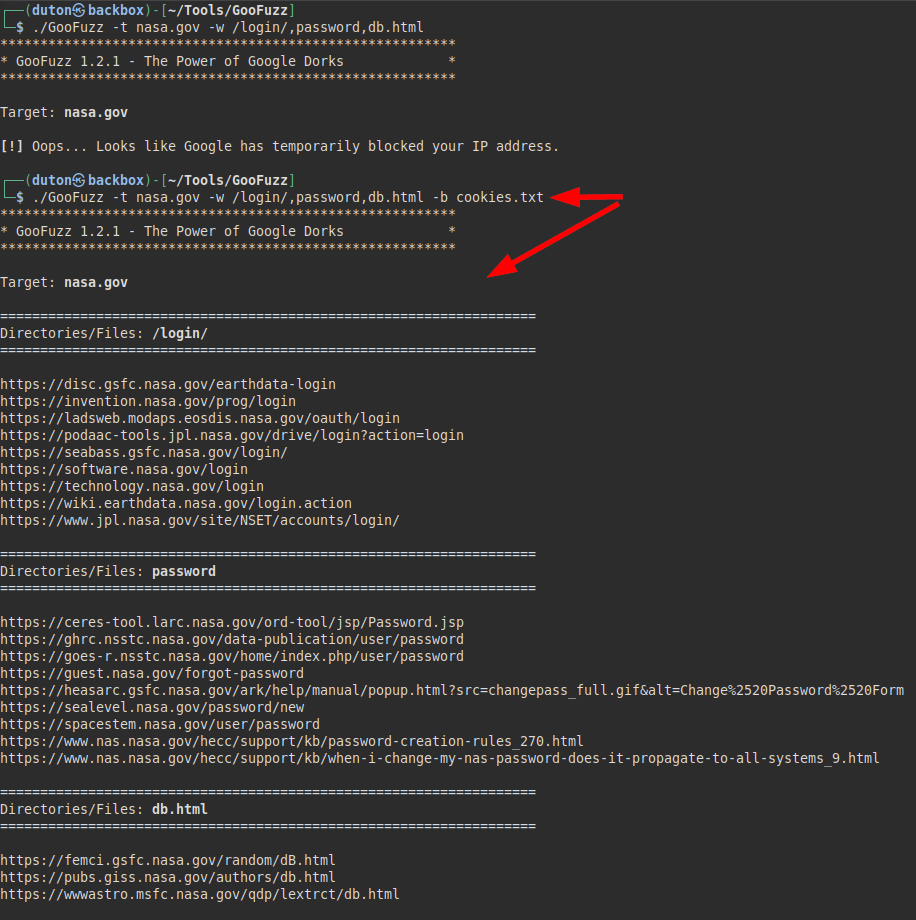 ┌──(duton㉿backbox)-[~/Tools/GooFuzz]
└─$ ./GooFuzz -t nasa.gov -w /login/,password,db.html
*********************************************************
* GooFuzz 1.2.1 - The Power of Google Dorks             *
*********************************************************
Target: nasa.gov
[!] Oops... Looks like Google has temporarily blocked your IP address.
┌──(duton㉿backbox)-[~/Tools/GooFuzz]
└─$ ./GooFuzz -t nasa.gov -w /login/,password,db.html -b cookies.txt
*********************************************************
* GooFuzz 1.2.1 - The Power of Google Dorks             *
*********************************************************
Target: nasa.gov
===================================================================
Directories/Files: /login/
===================================================================
https://disc.gsfc.nasa.gov/earthdata-login
https://invention.nasa.gov/prog/login
https://ladsweb.modaps.eosdis.nasa.gov/oauth/login
https://podaac-tools.jpl.nasa.gov/drive/login?action=login
https://seabass.gsfc.nasa.gov/login/
https://software.nasa.gov/login
https://technology.nasa.gov/login
https://wiki.earthdata.nasa.gov/login.action
https://www.jpl.nasa.gov/site/NSET/accounts/login/
===================================================================
Directories/Files: password
===================================================================
https://ceres-tool.larc.nasa.gov/ord-tool/jsp/Password.jsp
https://ghrc.nsstc.nasa.gov/data-publication/user/password
https://goes-r.nsstc.nasa.gov/home/index.php/user/password
https://guest.nasa.gov/forgot-password
https://heasarc.gsfc.nasa.gov/ark/help/manual/popup.html?src=changepass_full.gif&alt=Change%2520Password%2520Form
https://sealevel.nasa.gov/password/new
https://spacestem.nasa.gov/user/password
https://www.nas.nasa.gov/hecc/support/kb/password-creation-rules_270.html
https://www.nas.nasa.gov/hecc/support/kb/when-i-change-my-nas-password-does-it-propagate-to-all-systems_9.html
===================================================================
Directories/Files: db.html
===================================================================
https://femci.gsfc.nasa.gov/random/dB.html
https://pubs.giss.nasa.gov/authors/db.html
https://wwwastro.msfc.nasa.gov/qdp/lextrct/db.html